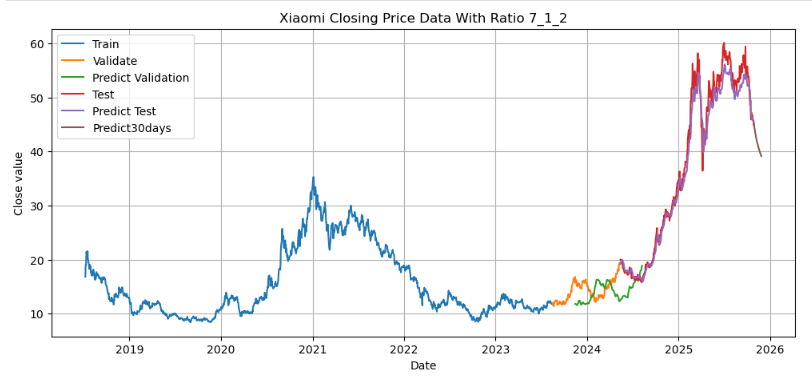 Xiaomi Closing Price Data With Ratio 7_1_2
Train
Validate
Predict Validation
Test
Predict Test
Predict30days
Close value
60
50
40
30
20
10
2019 2020 2021 2022 2023 2024 2025 2026
Date